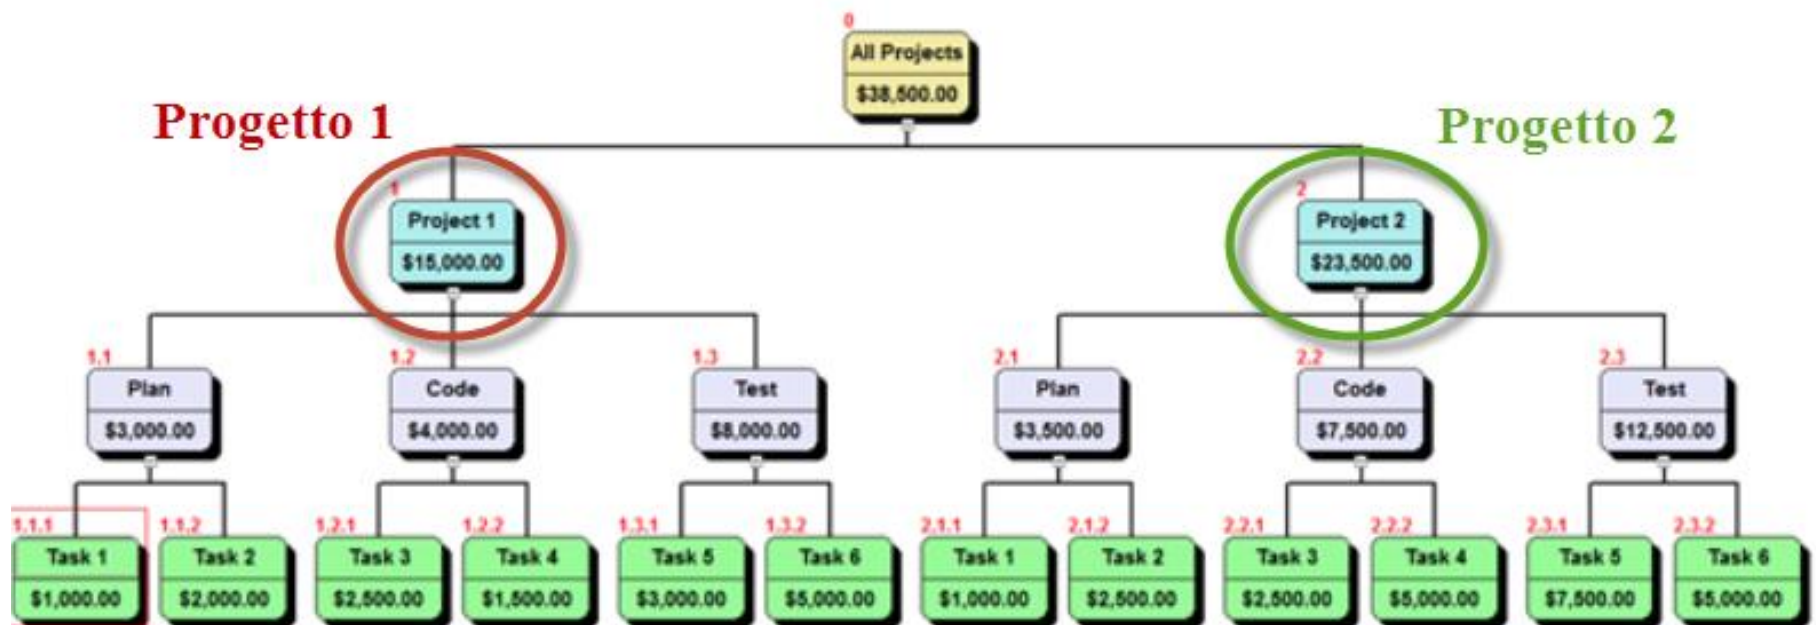 0
All Projects
$38,500.00
Progetto 1
Progetto 2
1
Project 1
$15,000.00
2
Project 2
$23,500.00
1.1
Plan
$3,000.00
1.2
Code
$4,000.00
1.3
Test
$8,000.00
2.1
Plan
$3,500.00
2.2
Code
$7,500.00
2.3
Test
$12,500.00
1.1.1
Task 1
$1,000.00
1.1.2
Task 2
$2,000.00
1.2.1
Task 3
$2,500.00
1.2.2
Task 4
$1,500.00
1.3.1
Task 5
$3,000.00
1.3.2
Task 6
$5,000.00
2.1.1
Task 1
$1,000.00
2.1.2
Task 2
$2,500.00
2.2.1
Task 3
$2,500.00
2.2.2
Task 4
$5,000.00
2.3.1
Task 5
$7,500.00
2.3.2
Task 6
$5,000.00